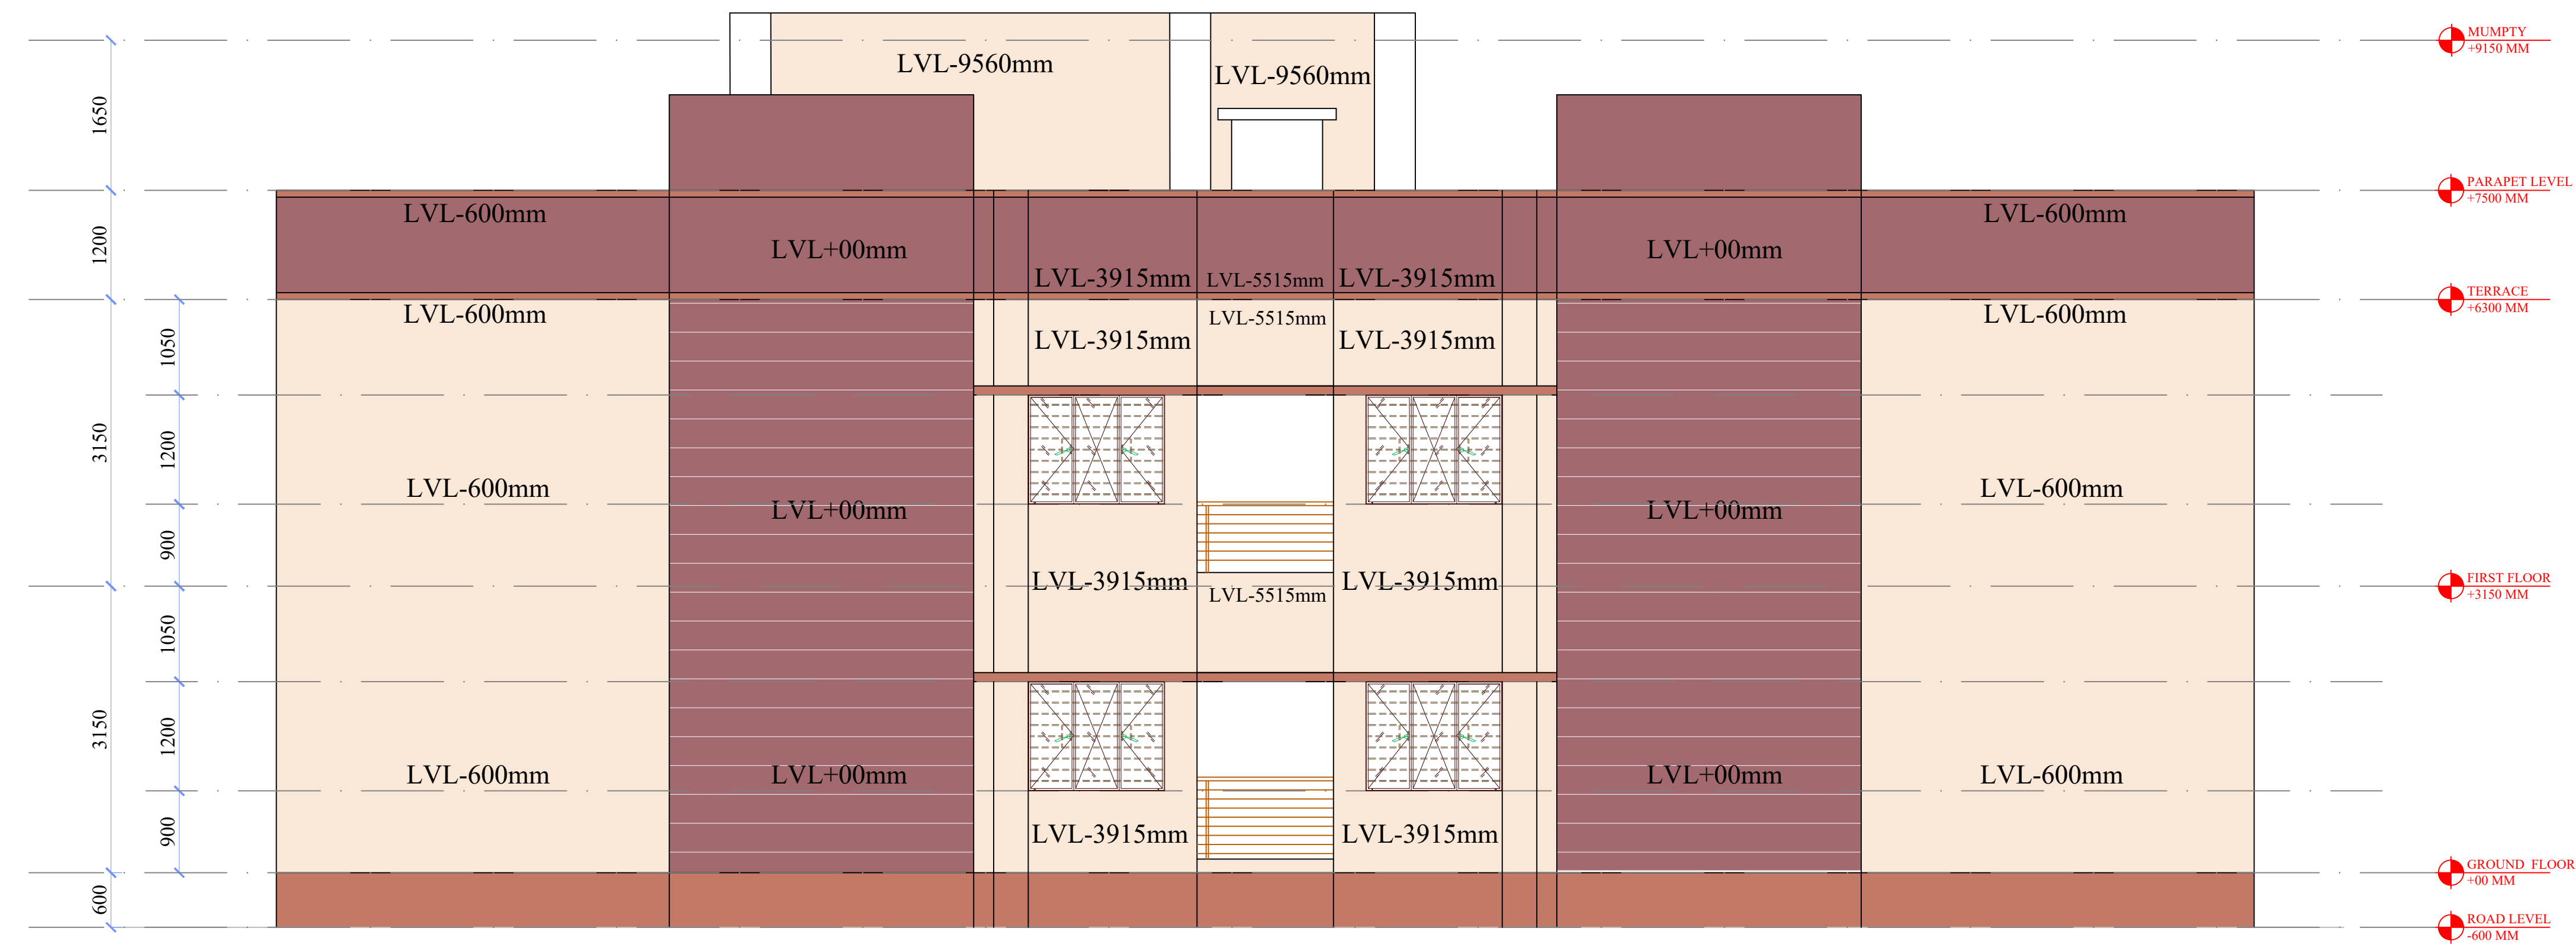 MUMPTY
+9150 MM
LVL-9560mm
LVL-9560mm
1650
PARAPET LEVEL
+7500 MM
LVL-600mm
LVL-600mm
1200
LVL+00mm
LVL+00mm
LVL-3915mm
LVL-5515mm
LVL-3915mm
TERRACE
+6300 MM
LVL-600mm
LVL-5515mm
LVL-600mm
1050
LVL-3915mm
LVL-3915mm
3150
1200
LVL-600mm
LVL+00mm
LVL+00mm
LVL-600mm
900
LVL-3915mm
LVL-5515mm
LVL-3915mm
FIRST FLOOR
+3150 MM
1050
3150
1200
LVL-600mm
LVL+00mm
LVL+00mm
LVL-600mm
900
LVL-3915mm
LVL-3915mm
GROUND FLOOR
+00 MM
600
ROAD LEVEL
-600 MM